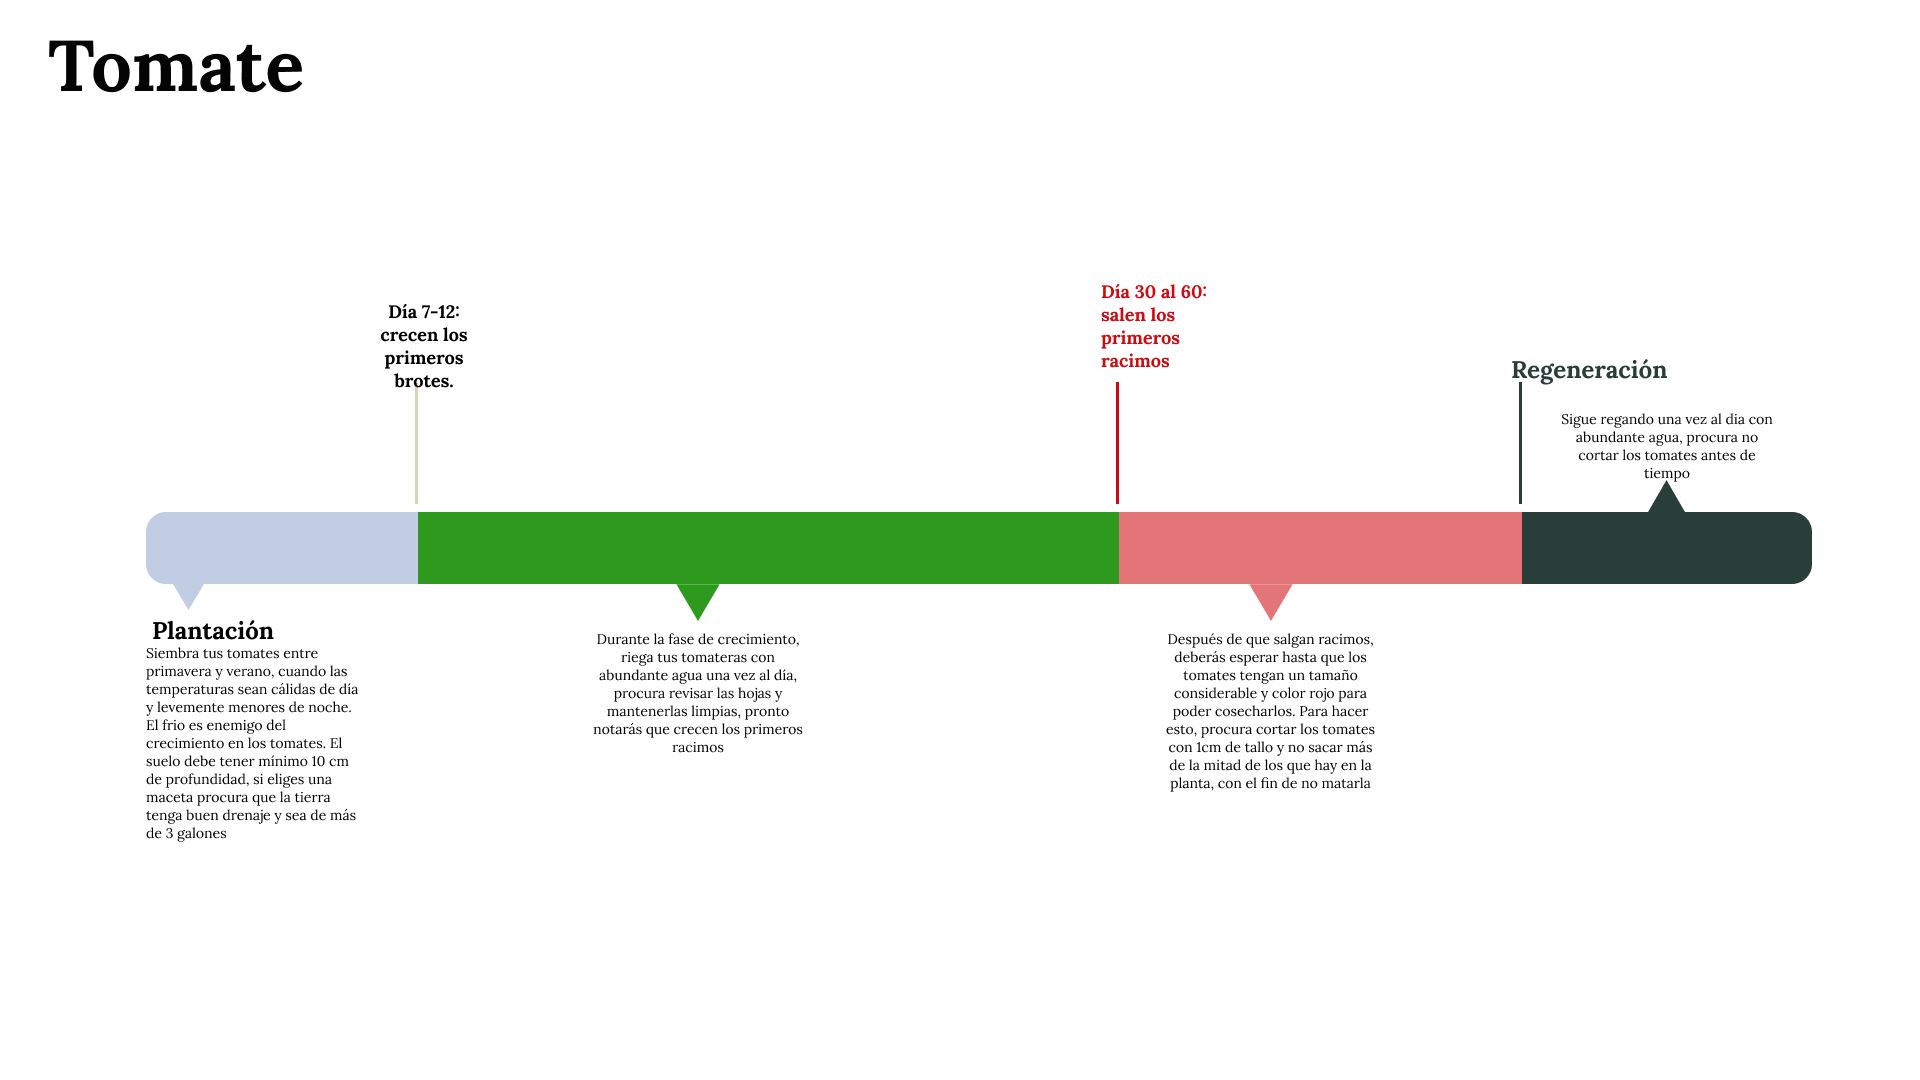 Tomate
Día 7-12:
crecen los
primeros
brotes.
Día 30 al 60:
salen los
primeros
racimos
Regeneración
Sigue regando una vez al dia con
abundante agua, procura no
cortar los tomates antes de
tiempo
Plantación
Siembra tus tomates entre
primavera y verano, cuando las
temperaturas sean cálidas de día
y levemente menores de noche.
El frio es enemigo del
crecimiento en los tomates. El
suelo debe tener mínimo 10 cm
de profundidad, si eliges una
maceta procura que la tierra
tenga buen drenaje y sea de más
de 3 galones
Durante la fase de crecimiento,
riega tus tomateras con
abundante agua una vez al día,
procura revisar las hojas y
mantenerlas limpias, pronto
notarás que crecen los primeros
racimos
Después de que salgan racimos,
deberás esperar hasta que los
tomates tengan un tamaño
considerable y color rojo para
poder cosecharlos. Para hacer
esto, procura cortar los tomates
con 1cm de tallo y no sacar más
de la mitad de los que hay en la
planta, con el fin de no matarla